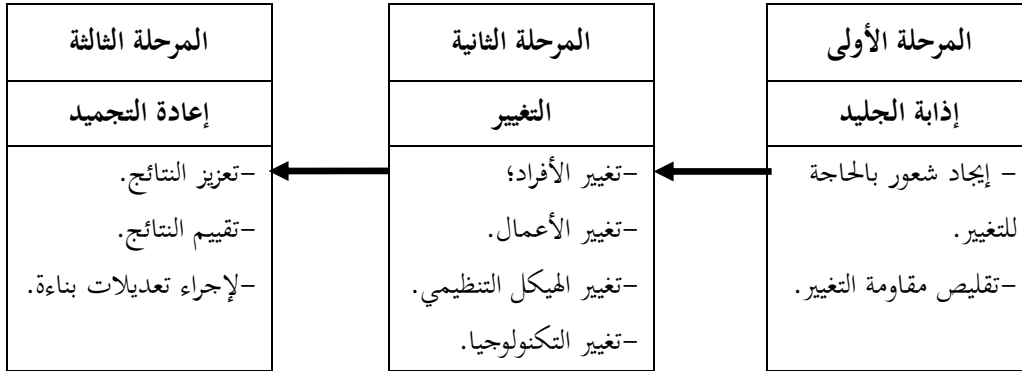 المرحلة الأولى
إذابة الجليد
- إيجاد شعور بالحاجة
للتغيير.
-تقليص مقاومة التغيير.
المرحلة الثانية
التغيير
-تغيير الأفراد؛
-تغيير الأعمال.
-تغيير الهيكل التنظيمي.
-تغيير التكنولوجيا.
المرحلة الثالثة
إعادة التجميد
-تعزيز النتائج.
-تقييم النتائج.
-لإجراء تعديلات بناءة.